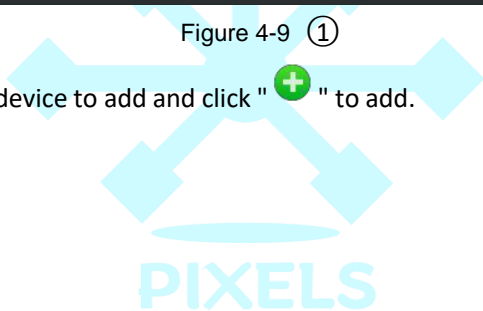 Figure 4-9 ①
device to add and click " " to add.
PIXELS